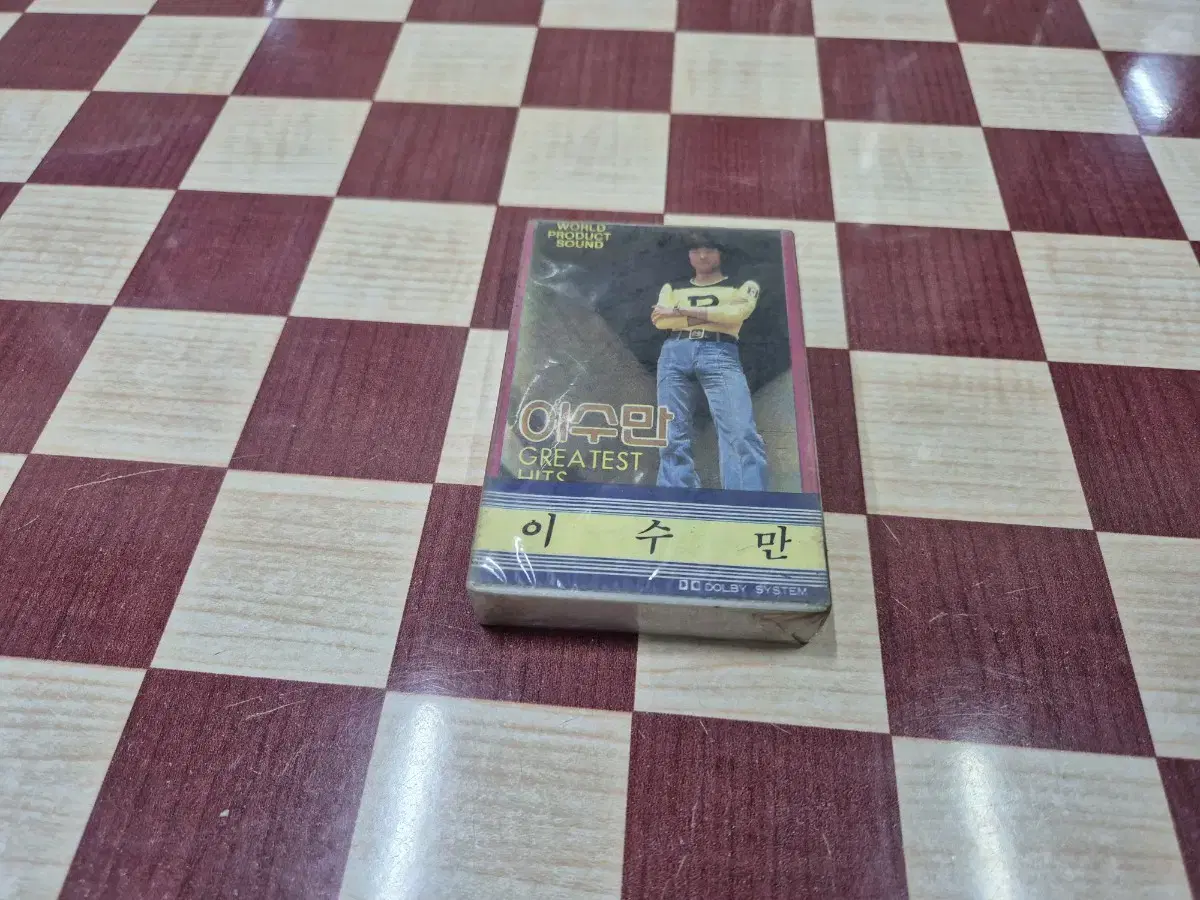 WORLD
PRODUCT
SOUND
이수만
GREATEST
HITS
이 수 만
DOLBY SYSTEM